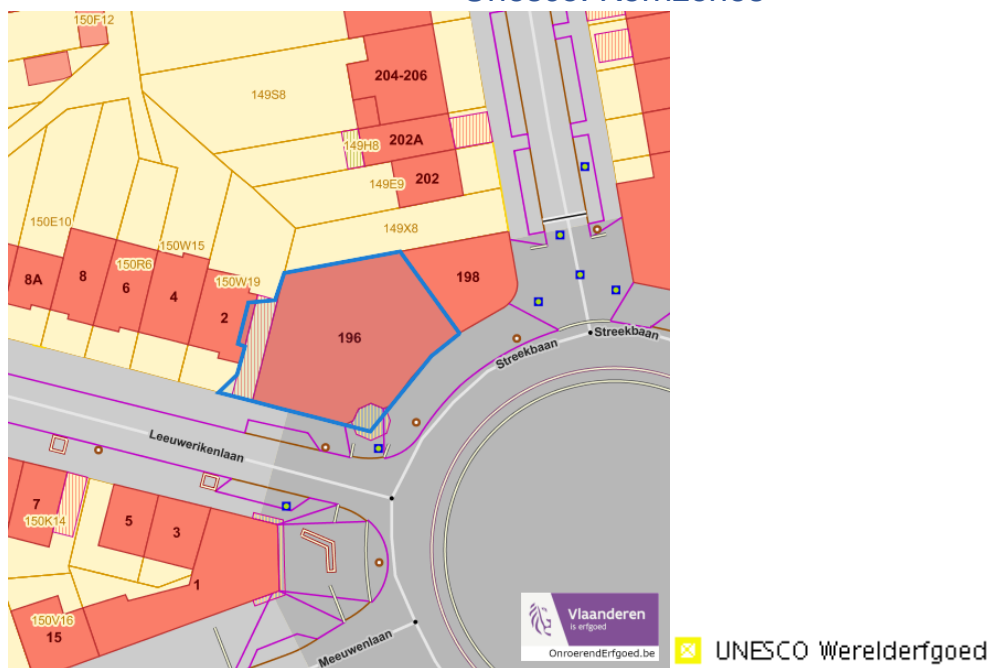 150F12
204-206
149S8
202A
149H8
202
149E9
149X8
150E10
150W15
150R6
150W19
8A
8
6
4
2
198
196
Streekbaan
Streekbaan
Leeuwerikenlaan
7
150K14
5
3
1
150V16
15
Meeuwenlaan
Vlaanderen
is erfgoed
OnroerendErfgoed.be
UNESCO Werelderfgoed